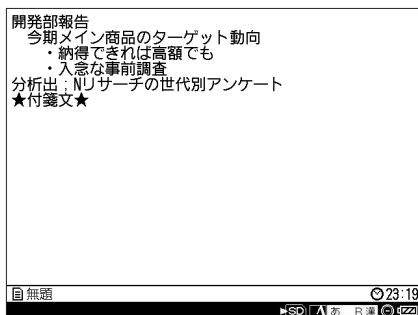 開発部報告
今期メイン商品のターゲット動向
・納得できれば高額でも
・入念な事前調査
分析出；Nリサーチの世代別アンケート
★付箋文★
無題
23:19
SD あ R漢